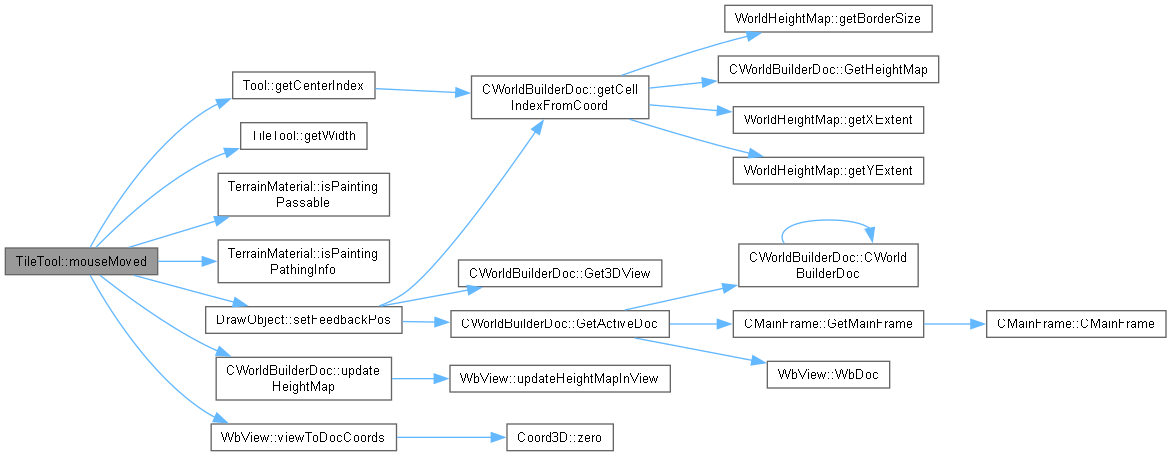 WorldHeightMap::getBorderSize
Tool::getCenterIndex
CWorldBuilderDoc::getCell
IndexFromCoord
CWorldBuilderDoc::GetHeightMap
TileTool::getWidth
WorldHeightMap::getXExtent
WorldHeightMap::getYExtent
TerrainMaterial::isPainting
Passable
TileTool::mouseMoved
TerrainMaterial::isPainting
PathingInfo
CWorldBuilderDoc::Get3DView
CWorldBuilderDoc::CWorld
BuilderDoc
DrawObject::setFeedbackPos
CWorldBuilderDoc::GetActiveDoc
CMainFrame::GetMainFrame
CMainFrame::CMainFrame
CWorldBuilderDoc::update
HeightMap
WbView::updateHeightMapInView
WbView::WbDoc
WbView::viewToDocCoords
Coord3D::zero